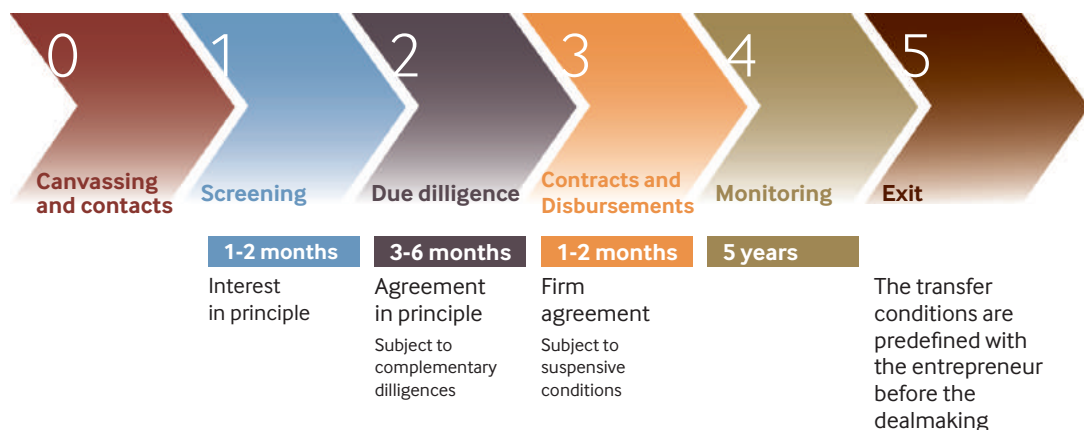 0
1
2
3
4
5
Canvassing
and contacts
Screening
Due dilligence
Contracts and
Disbursements
Monitoring
Exit
1-2 months
3-6 months
1-2 months
5 years
Interest
in principle
Agreement
in principle
Subject to
complementary
dilligences
Firm
agreement
Subject to
suspensive
conditions
The transfer
conditions are
predefined with
the entrepreneur
before the
dealmaking